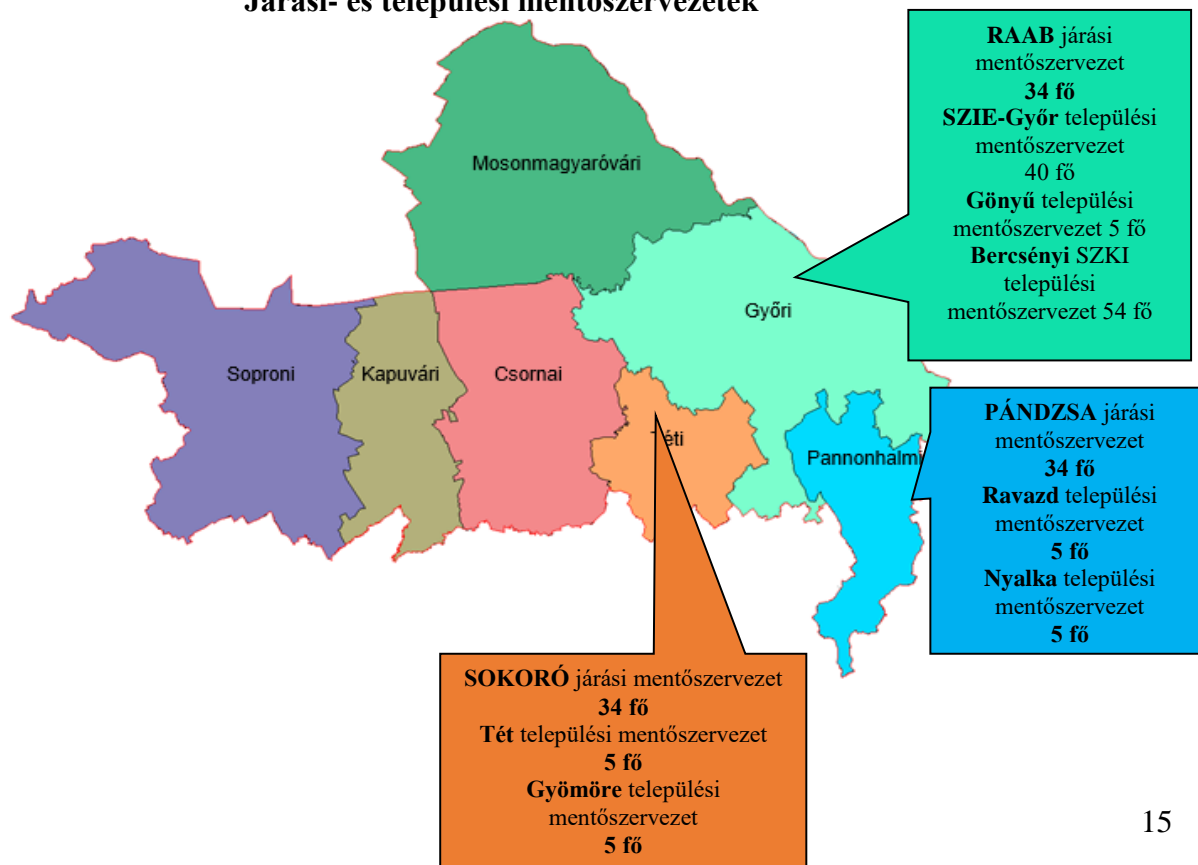 Járási- és települési mentőszervezetek
RAAB járási
mentőszervezet
34 fő
SZIE-Győr települési
mentőszervezet
40 fő
Gönyű települési
mentőszervezet 5 fő
Bercsényi SZKI
települési
mentőszervezet 54 fő
Mosonmagyaróvári
Győri
Soproni
Kapuvári
Csornai
Pannonhalmi
PÁNDZSA járási
mentőszervezet
34 fő
Ravazd települési
mentőszervezet
5 fő
Nyalka települési
mentőszervezet
5 fő
SOKORÓ járási mentőszervezet
34 fő
Tét települési mentőszervezet
5 fő
Gyömöre települési
mentőszervezet
5 fő
15